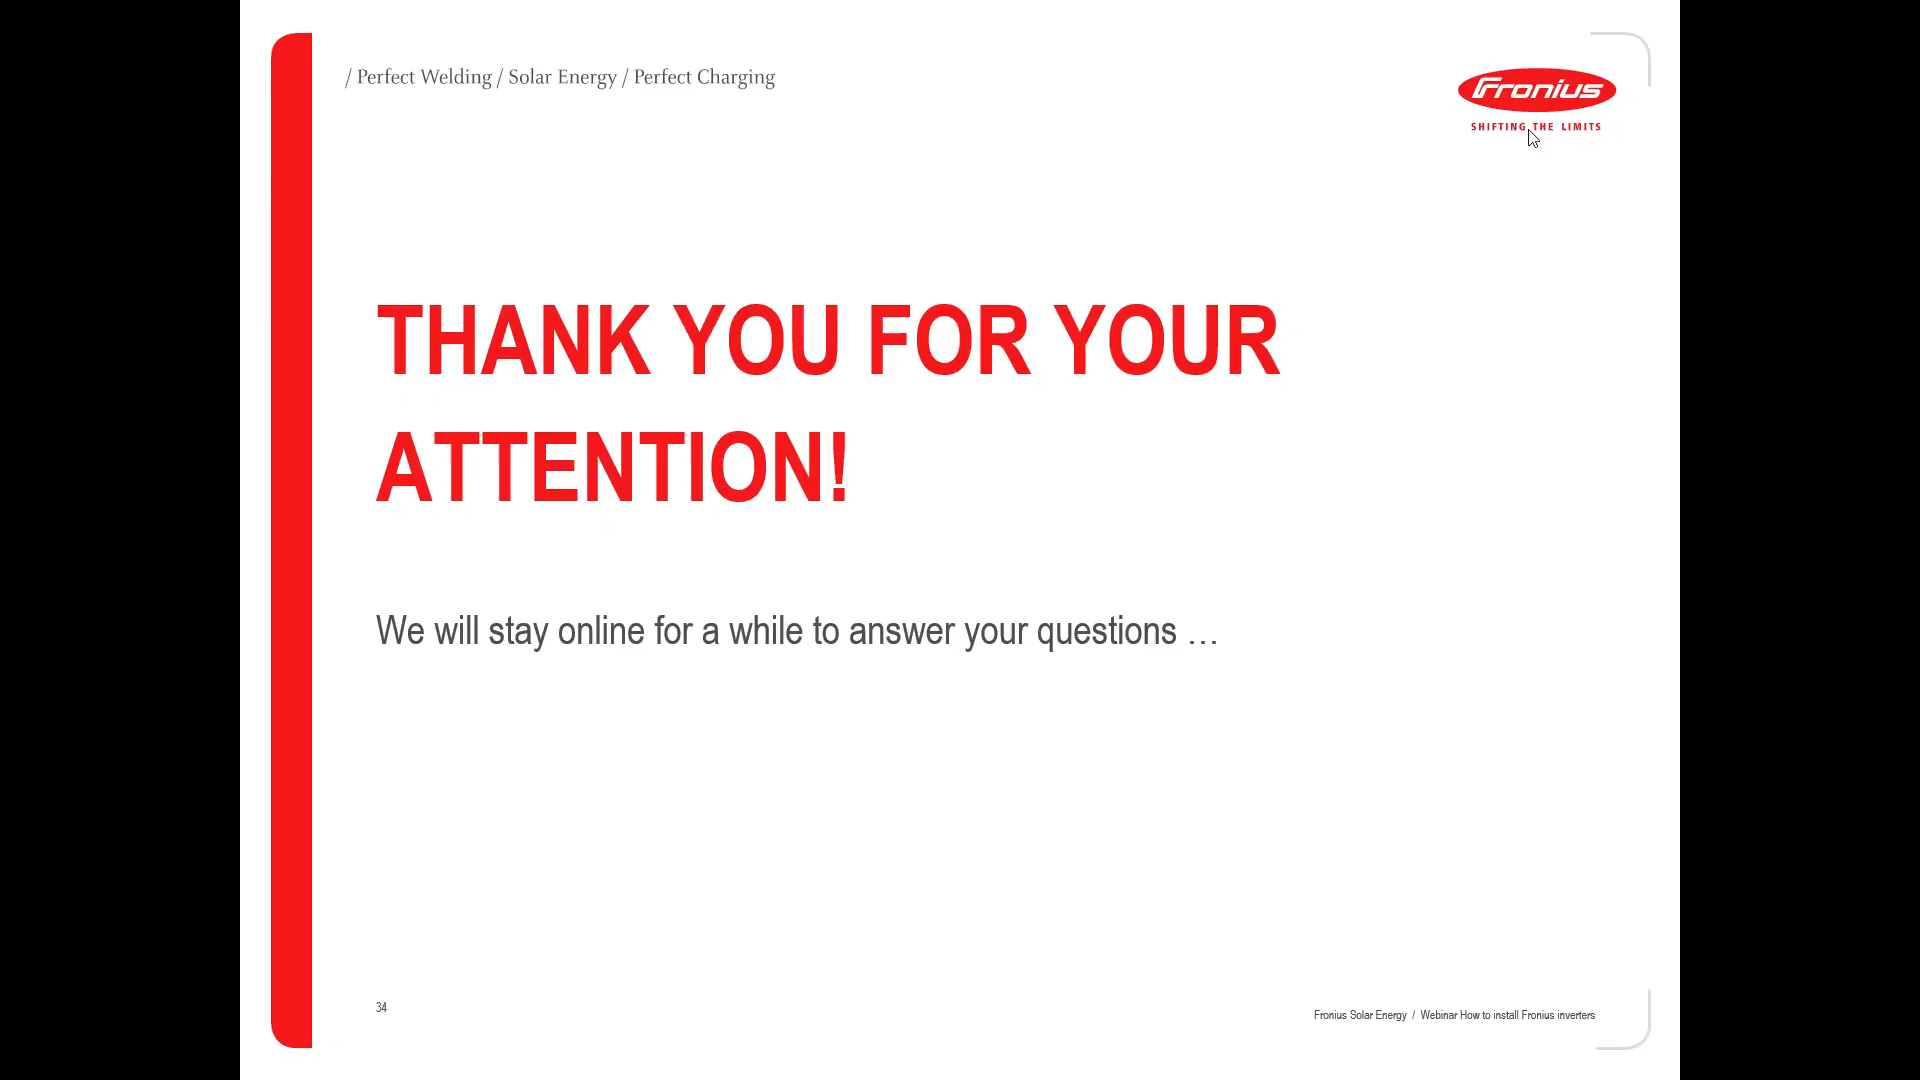 / Perfect Welding / Solar Energy / Perfect Charging
Fronius
SHIFTING THE LIMITS
THANK YOU FOR YOUR
ATTENTION!
We will stay online for a while to answer your questions …
34
Fronius Solar Energy / Webinar How to install Fronius inverters